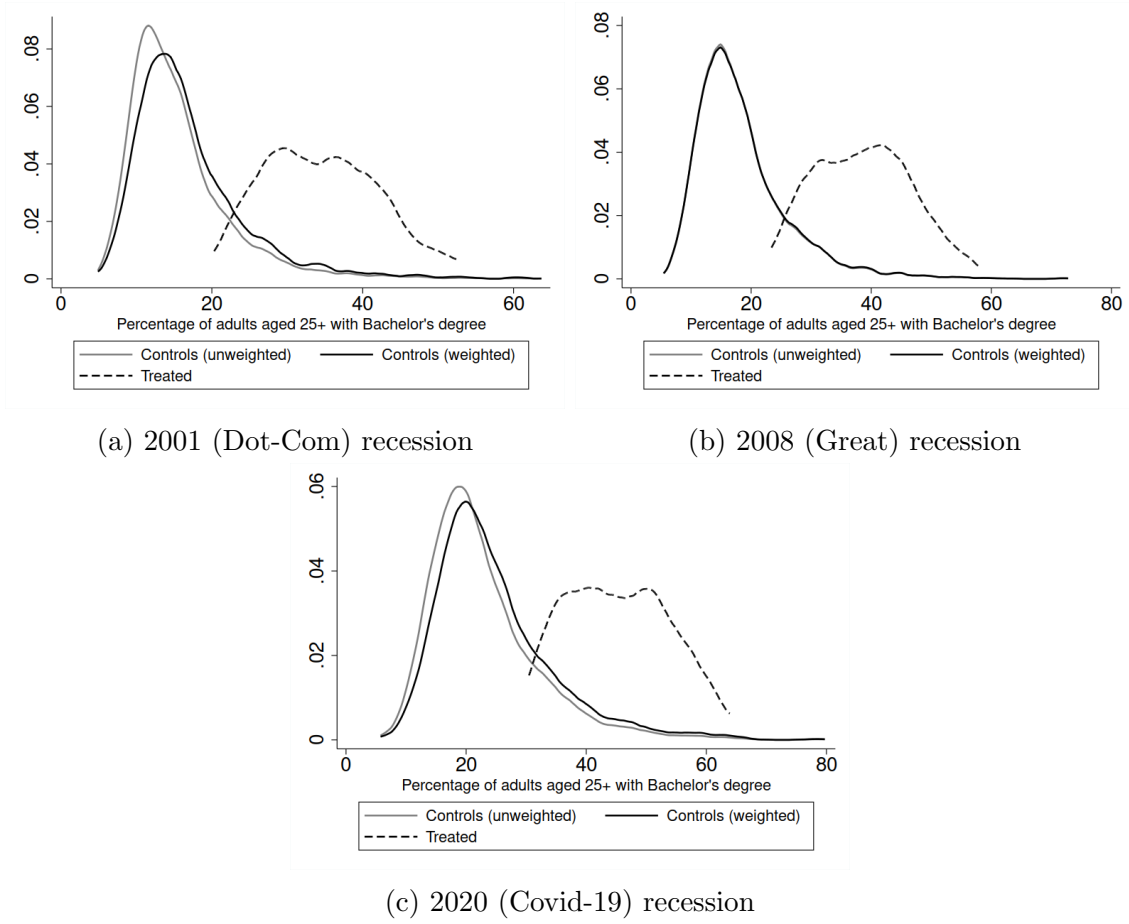 .08
.06
.04
.02
0
0 20 40 60
Percentage of adults aged 25+ with Bachelor's degree
Controls (unweighted) Controls (weighted)
Treated
(a) 2001 (Dot-Com) recession
.08
.06
.04
.02
0
0 20 40 60 80
Percentage of adults aged 25+ with Bachelor's degree
Controls (unweighted) Controls (weighted)
Treated
(b) 2008 (Great) recession
.06
.04
.02
0
0 20 40 60 80
Percentage of adults aged 25+ with Bachelor's degree
Controls (unweighted) Controls (weighted)
Treated
(c) 2020 (Covid-19) recession